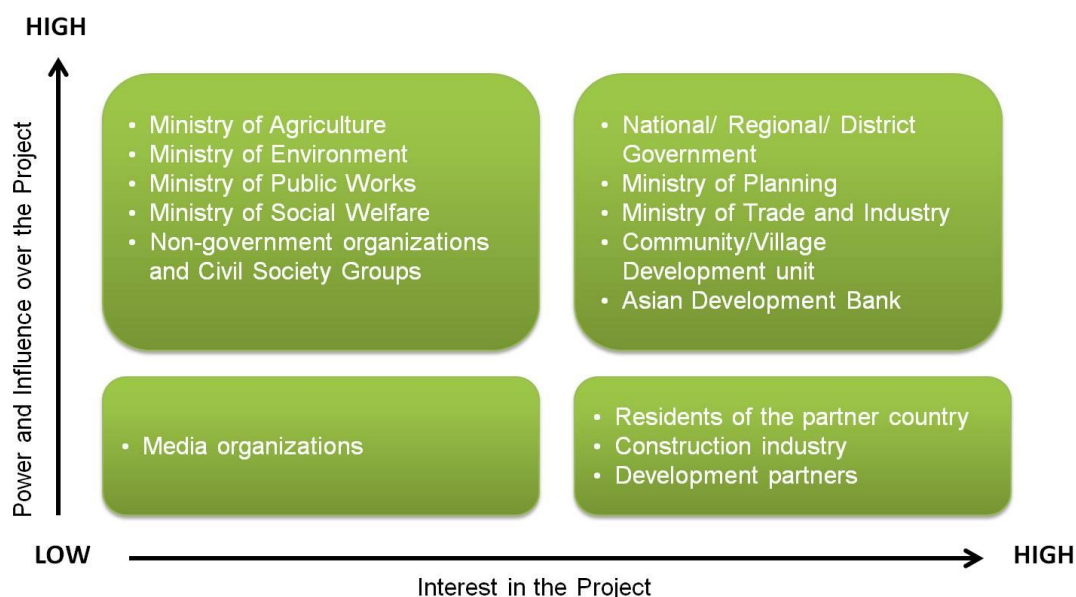 HIGH
Power and Influence over the Project
• Ministry of Agriculture
• Ministry of Environment
• Ministry of Public Works
• Ministry of Social Welfare
• Non-government organizations
and Civil Society Groups
• National/ Regional/ District
Government
• Ministry of Planning
• Ministry of Trade and Industry
• Community/Village
Development unit
• Asian Development Bank
• Media organizations
• Residents of the partner country
• Construction industry
• Development partners
LOW
HIGH
Interest in the Project